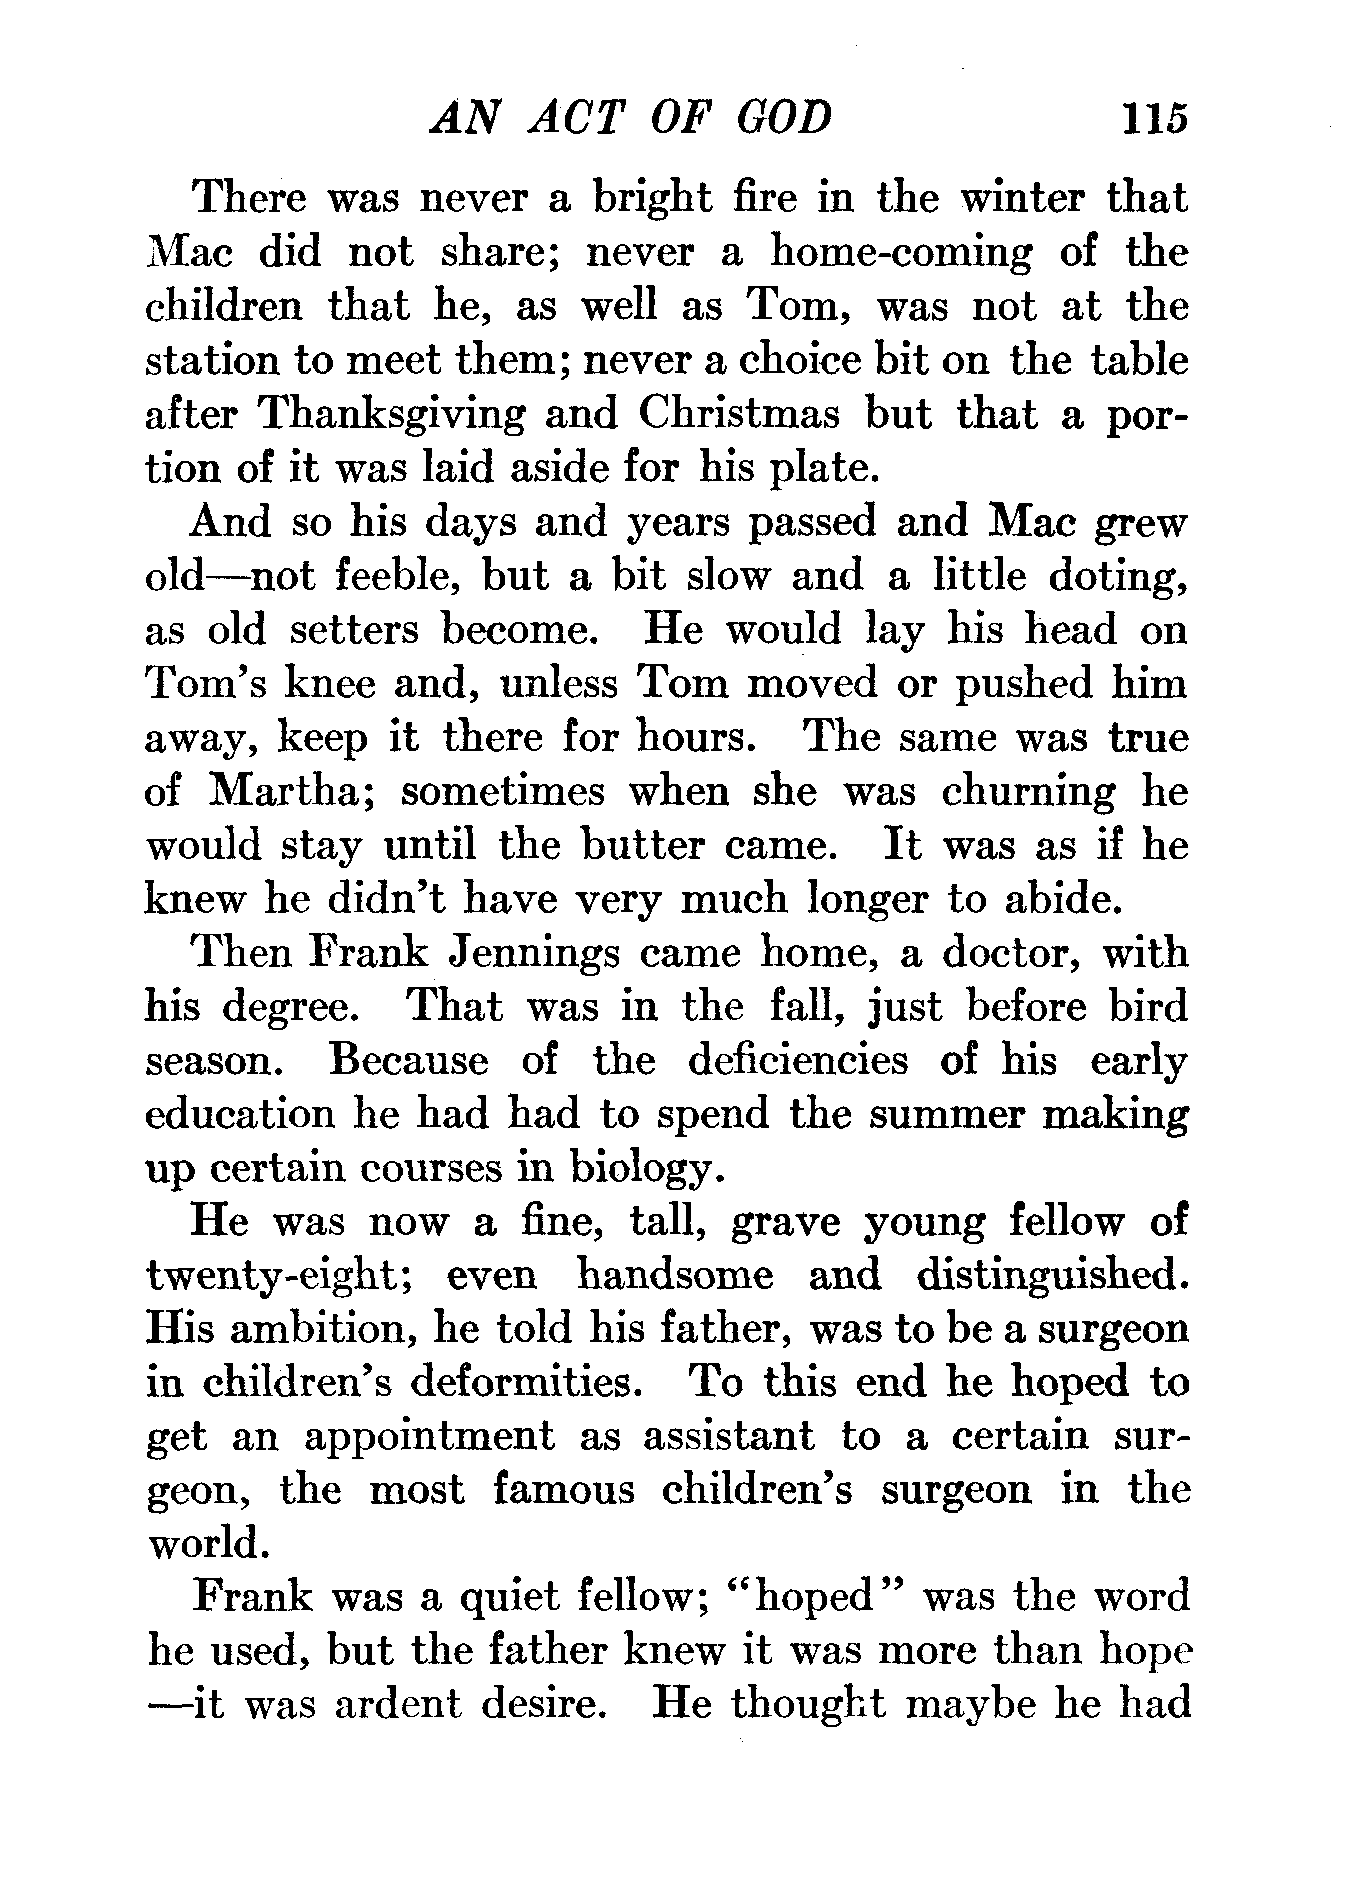 AN ACT OF GOD 115
There was never a bright fire in the winter that
Mac did not share; never a home-coming of the
children that he, as well as Tom, was not at the
station to meet them; never a choice bit on the table
after Thanksgiving and Christmas but that a por-
tion of it was laid aside for his plate.
And so his days and years passed and Mac grew
old—not feeble, but a bit slow and a little doting,
as old setters become. He would lay his head on
Tom's knee and, unless Tom moved or pushed him
away, keep it there for hours. The same was true
of Martha; sometimes when she was churning he
would stay until the butter came. It was as if he
knew he didn't have very much longer to abide.
Then Frank Jennings came home, a doctor, with
his degree. That was in the fall, just before bird
season. Because of the deficiencies of his early
education he had had to spend the summer making
up certain courses in biology.
He was now a fine, tall, grave young fellow of
twenty-eight; even handsome and distinguished.
His ambition, he told his father, was to be a surgeon
in children's deformities. To this end he hoped to
get an appointment as assistant to a certain sur-
geon, the most famous children's surgeon in the
world.
Frank was a quiet fellow; "hoped" was the word
he used, but the father knew it was more than hope
—it was ardent desire. He thought maybe he had